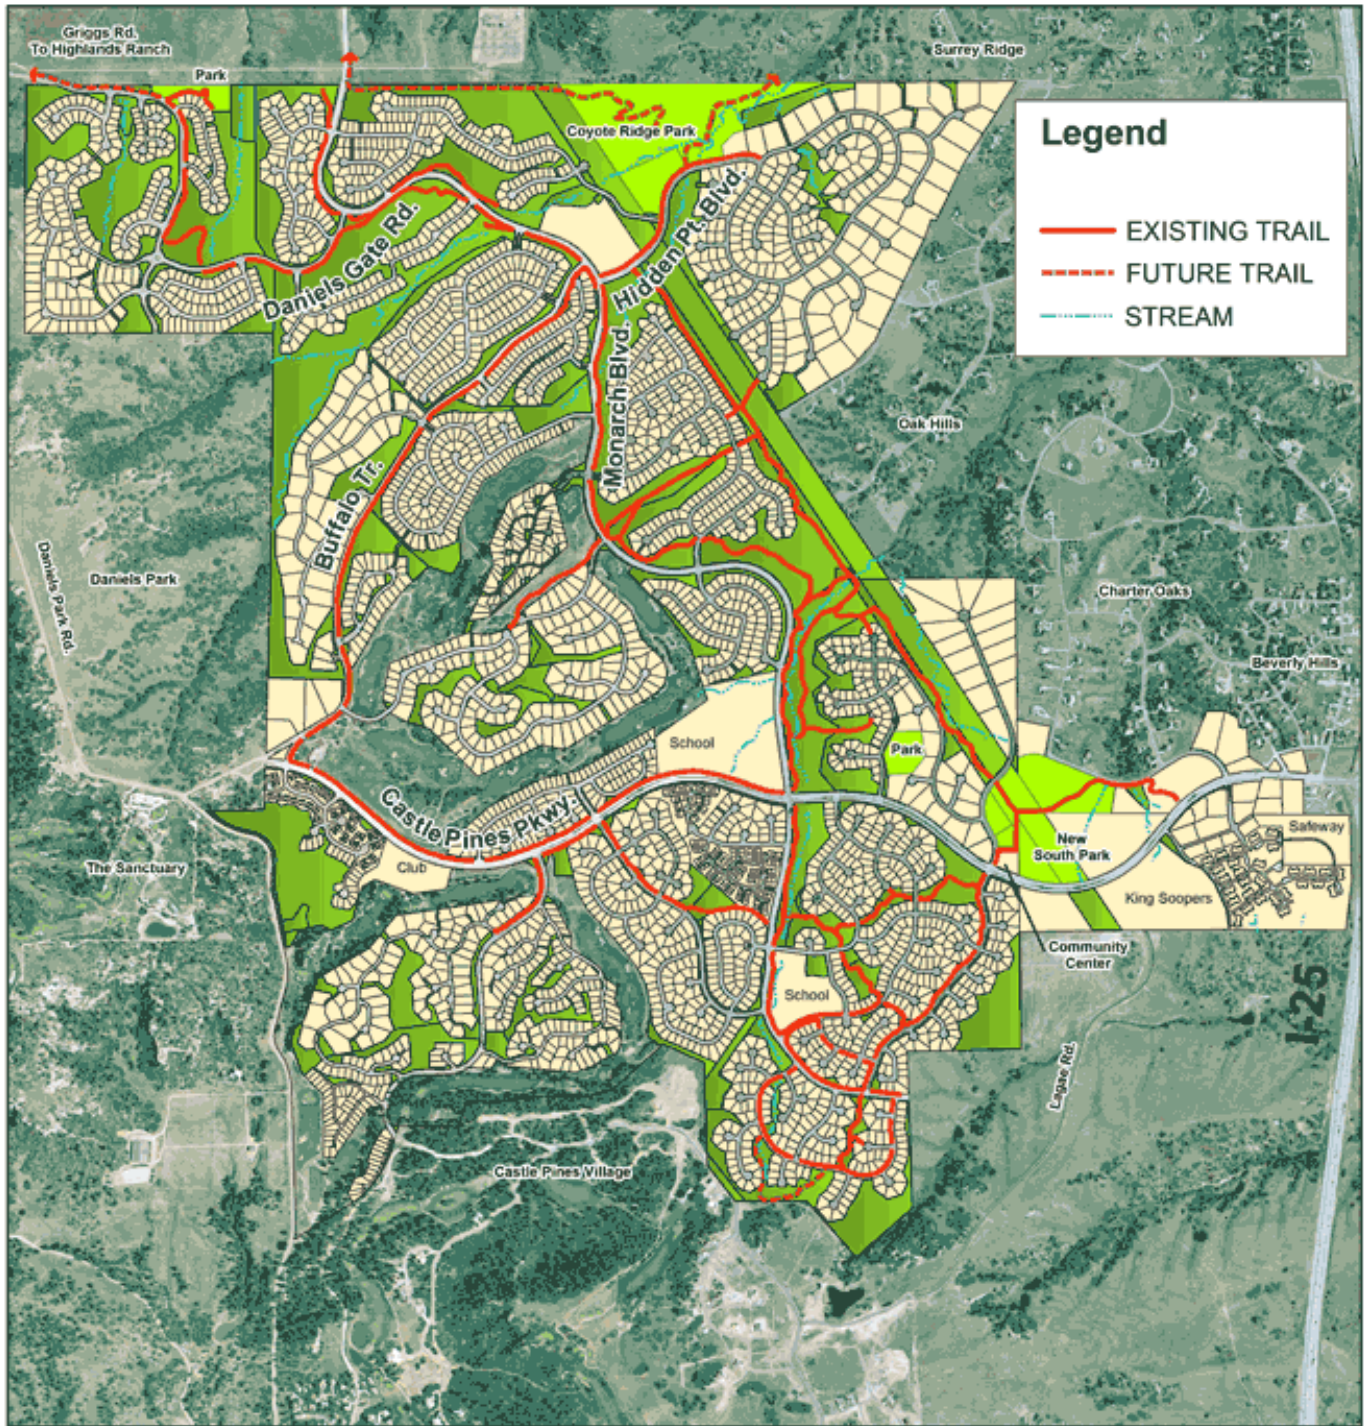 Griggs Rd.
To Highlands Ranch
Park
Surrey Ridge
Coyote Ridge Park
Legend
EXISTING TRAIL
FUTURE TRAIL
STREAM
Daniels Gate Rd.
Hidden Pt. Blvd.
Monarch Blvd.
Oak Hills
Buffalo Tr.
Daniels Park Rd.
Daniels Park
Charter Oaks
Beverly Hills
School
Park
Castle Pines Pkwy.
Club
The Sanctuary
New
South Park
Safeway
King Soopers
Community
Center
School
I-25
Lagae Rd.
Castle Pines Village